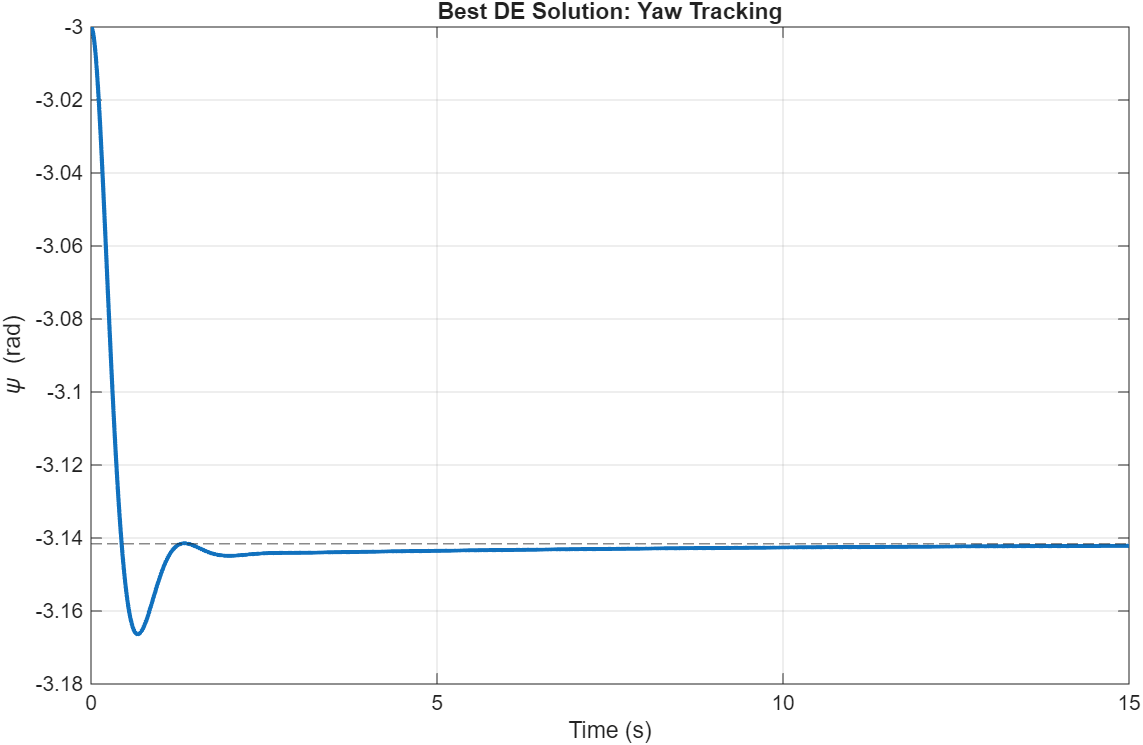 Best DE Solution: Yaw Tracking
-3
-3.02
-3.04
-3.06
-3.08
-3.1
-3.12
-3.14
-3.16
-3.18
ψ (rad)
0 5 10 15
Time (s)